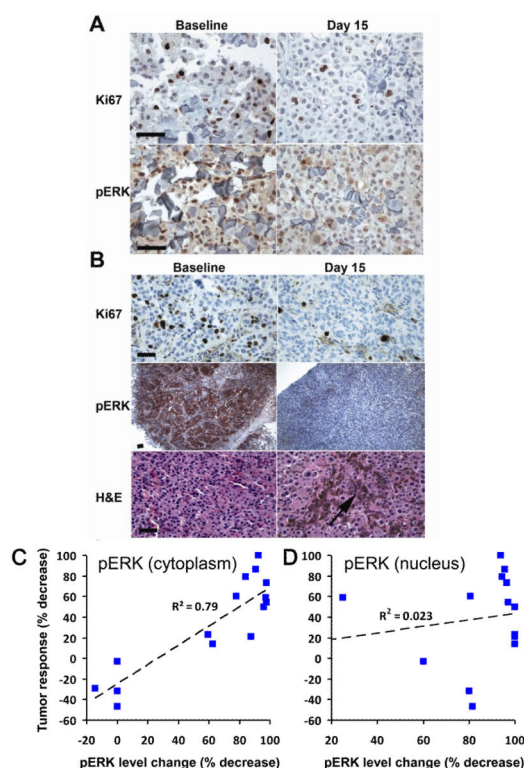 A
Baseline Day 15
Ki67
pERK
B
Baseline Day 15
Ki67
pERK
H&E
C pERK (cytoplasm)
D pERK (nucleus)
Tumor response (% decrease)
100
80
60
40
20
0
-20
-40
-60
R² = 0.79
-20 0 20 40 60 80 100
pERK level change (% decrease)
100
80
60
40
20
0
-20
-40
-60
R² = 0.023
20 40 60 80 100
pERK level change (% decrease)